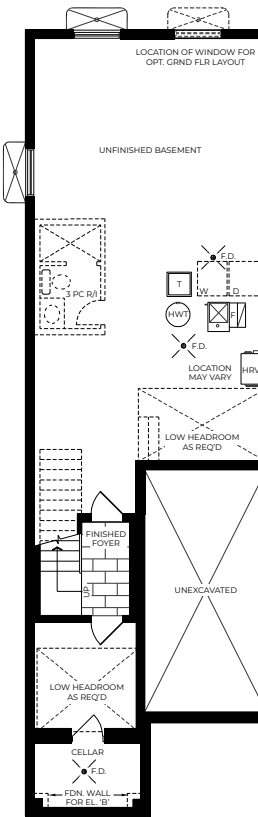 LOCATION OF WINDOW FOR
OPT. GRND FLR LAYOUT
UNFINISHED BASEMENT
F.D.
3 PC R/I
T
W
D
HWT
F
F.D.
LOCATION
MAY VARY
HRV
LOW HEADROOM
AS REQ'D
FINISHED
FOYER
UP
UNEXCAVATED
LOW HEADROOM
AS REQ'D
CELLAR
F.D.
FDN. WALL
FOR EL. 'B'